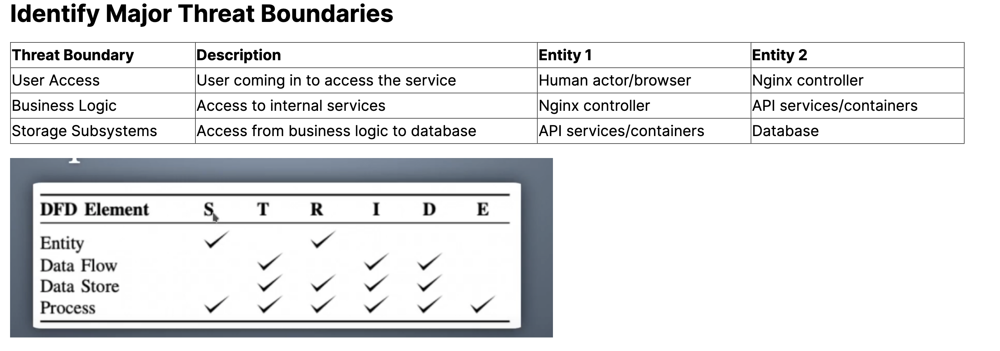 Identify Major Threat Boundaries
Threat Boundary Description Entity 1 Entity 2
User Access User coming in to access the service Human actor/browser Nginx controller
Business Logic Access to internal services Nginx controller API services/containers
Storage Subsystems Access from business logic to database API services/containers Database
DFD Element S T R I D E
Entity ✓ ✓
Data Flow ✓ ✓ ✓
Data Store ✓ ✓ ✓ ✓
Process ✓ ✓ ✓ ✓ ✓ ✓